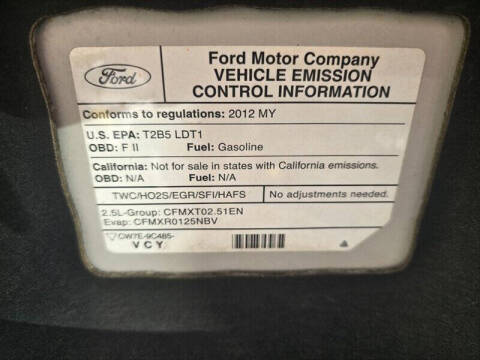 Ford
Ford Motor Company
VEHICLE EMISSION
CONTROL INFORMATION
Conforms to regulations: 2012 MY
U.S. EPA: T2B5 LDT1
OBD: F II Fuel: Gasoline
California: Not for sale in states with California emissions.
OBD: N/A Fuel: N/A
TWC/HO2S/EGR/SFI/HAFS No adjustments needed.
2.5L-Group: CFMXT02.51EN
Evap: CFMXR0125NBV
CW7E-9C485-
VCY